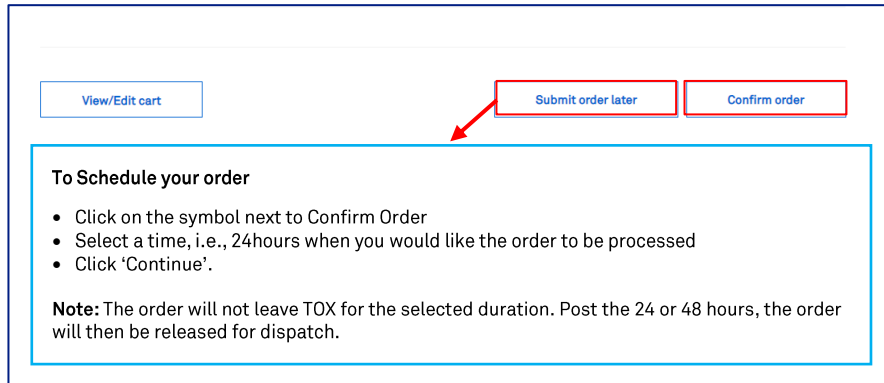 View/Edit cart
Submit order later
Confirm order
To Schedule your order
• Click on the symbol next to Confirm Order
• Select a time, i.e., 24hours when you would like the order to be processed
• Click ‘Continue’.
Note: The order will not leave TOX for the selected duration. Post the 24 or 48 hours, the order
will then be released for dispatch.